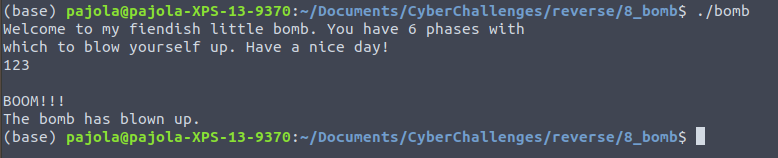 (base) pajola@pajola-XPS-13-9370:~/Documents/CyberChallenges/reverse/8_bomb$ ./bomb
Welcome to my fiendish little bomb. You have 6 phases with
which to blow yourself up. Have a nice day!
123
BOOM!!!
The bomb has blown up.
(base) pajola@pajola-XPS-13-9370:~/Documents/CyberChallenges/reverse/8_bomb$